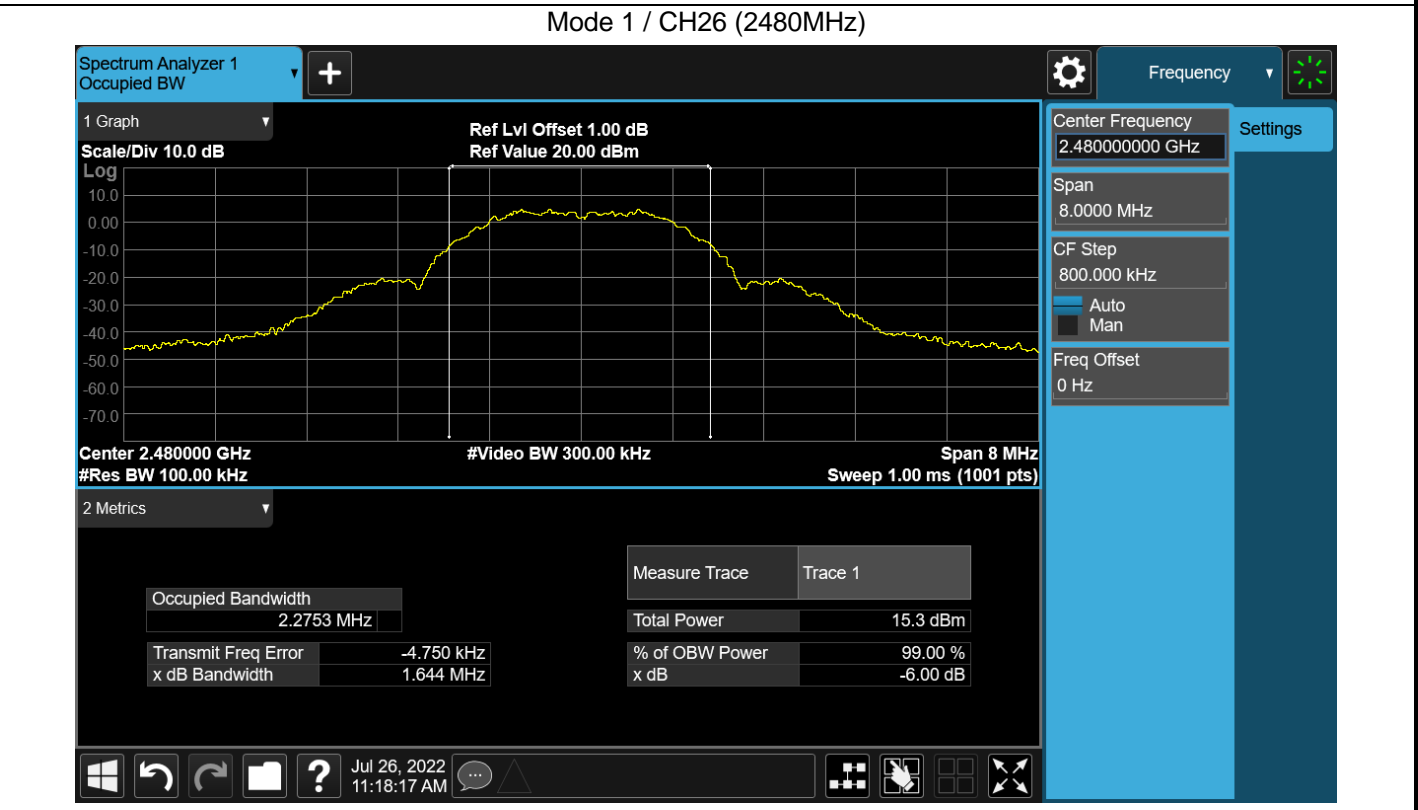 Mode 1 / CH26 (2480MHz)
Spectrum Analyzer 1
Occupied BW
Frequency
1 Graph
Ref Lvl Offset 1.00 dB
Scale/Div 10.0 dB
Ref Value 20.00 dBm
Log
10.0
0.00
-10.0
-20.0
-30.0
-40.0
-50.0
-60.0
-70.0
Center 2.480000 GHz
#Video BW 300.00 kHz
Span 8 MHz
#Res BW 100.00 kHz
Sweep 1.00 ms (1001 pts)
Center Frequency
2.480000000 GHz
Settings
Span
8.0000 MHz
CF Step
800.000 kHz
Auto
Man
Freq Offset
0 Hz
2 Metrics
Measure Trace Trace 1
Occupied Bandwidth
2.2753 MHz
Total Power 15.3 dBm
Transmit Freq Error -4.750 kHz
% of OBW Power 99.00 %
x dB Bandwidth 1.644 MHz
x dB -6.00 dB
?
Jul 26, 2022
11:18:17 AM